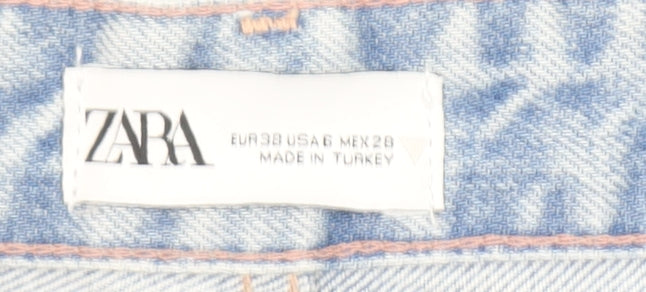 ZARA
EUR 38 USA 6 MEX 28
MADE IN TURKEY